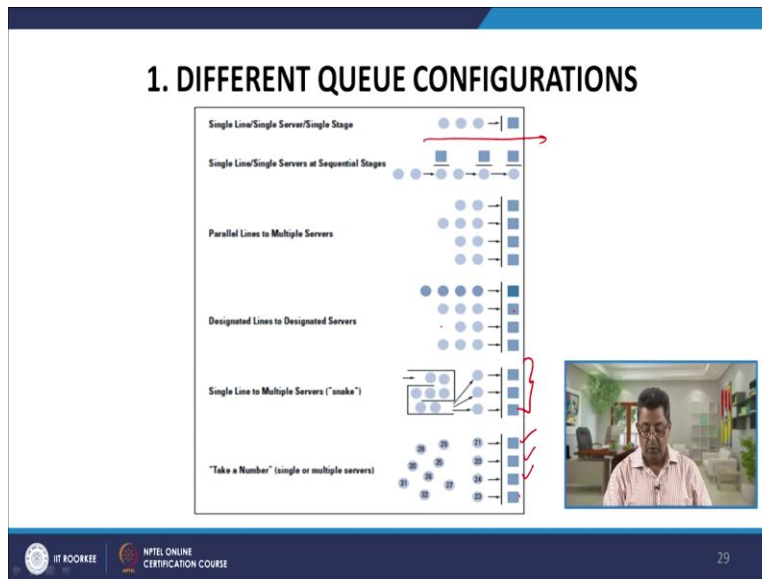 1. DIFFERENT QUEUE CONFIGURATIONS
Single Line/Single Server/Single Stage
Single Line/Single Servers at Sequential Stages
Parallel Lines to Multiple Servers
Designated Lines to Designated Servers
Single Line to Multiple Servers ("snake")
"Take a Number" (single or multiple servers)
28 29 21
30 25 20
31 26 27 24
32 23
IIT ROORKEE
NPTEL ONLINE
CERTIFICATION COURSE
29